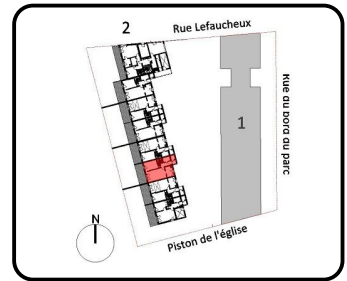 2
Rue Lefaucheux
Rue du bord du parc
1
N
Piston de l'église